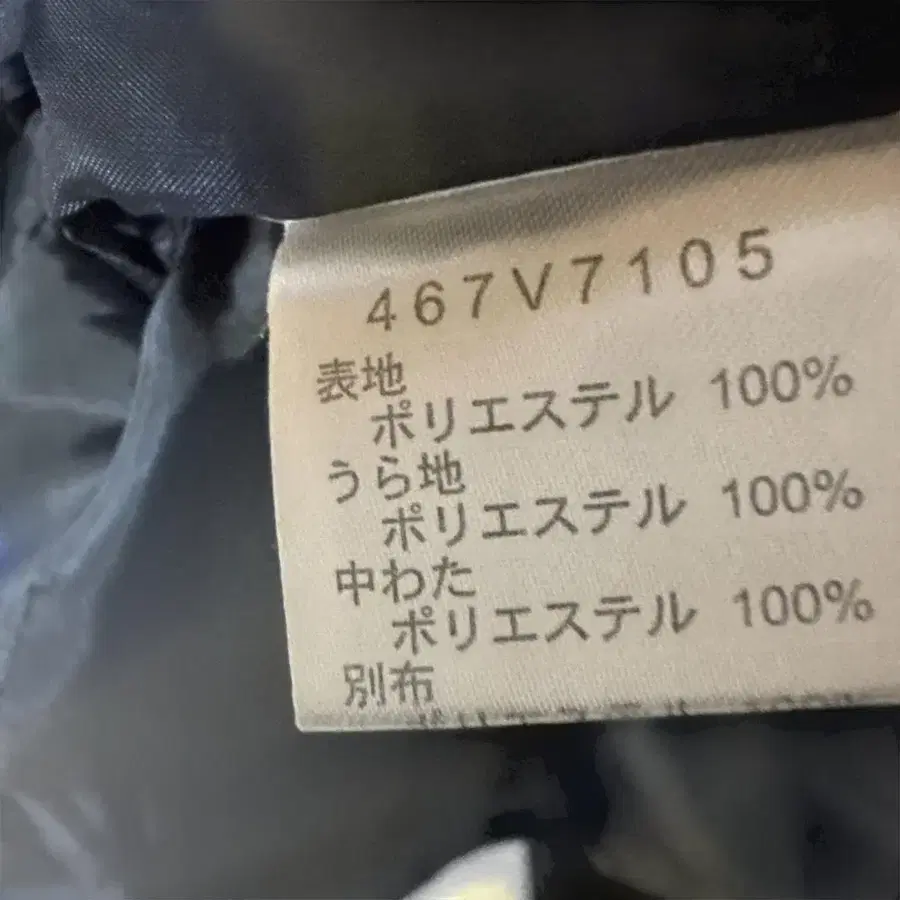 467V7105
表地
ポリエステル 100%
うら地
ポリエステル 100%
中わた
ポリエステル 100%
別布